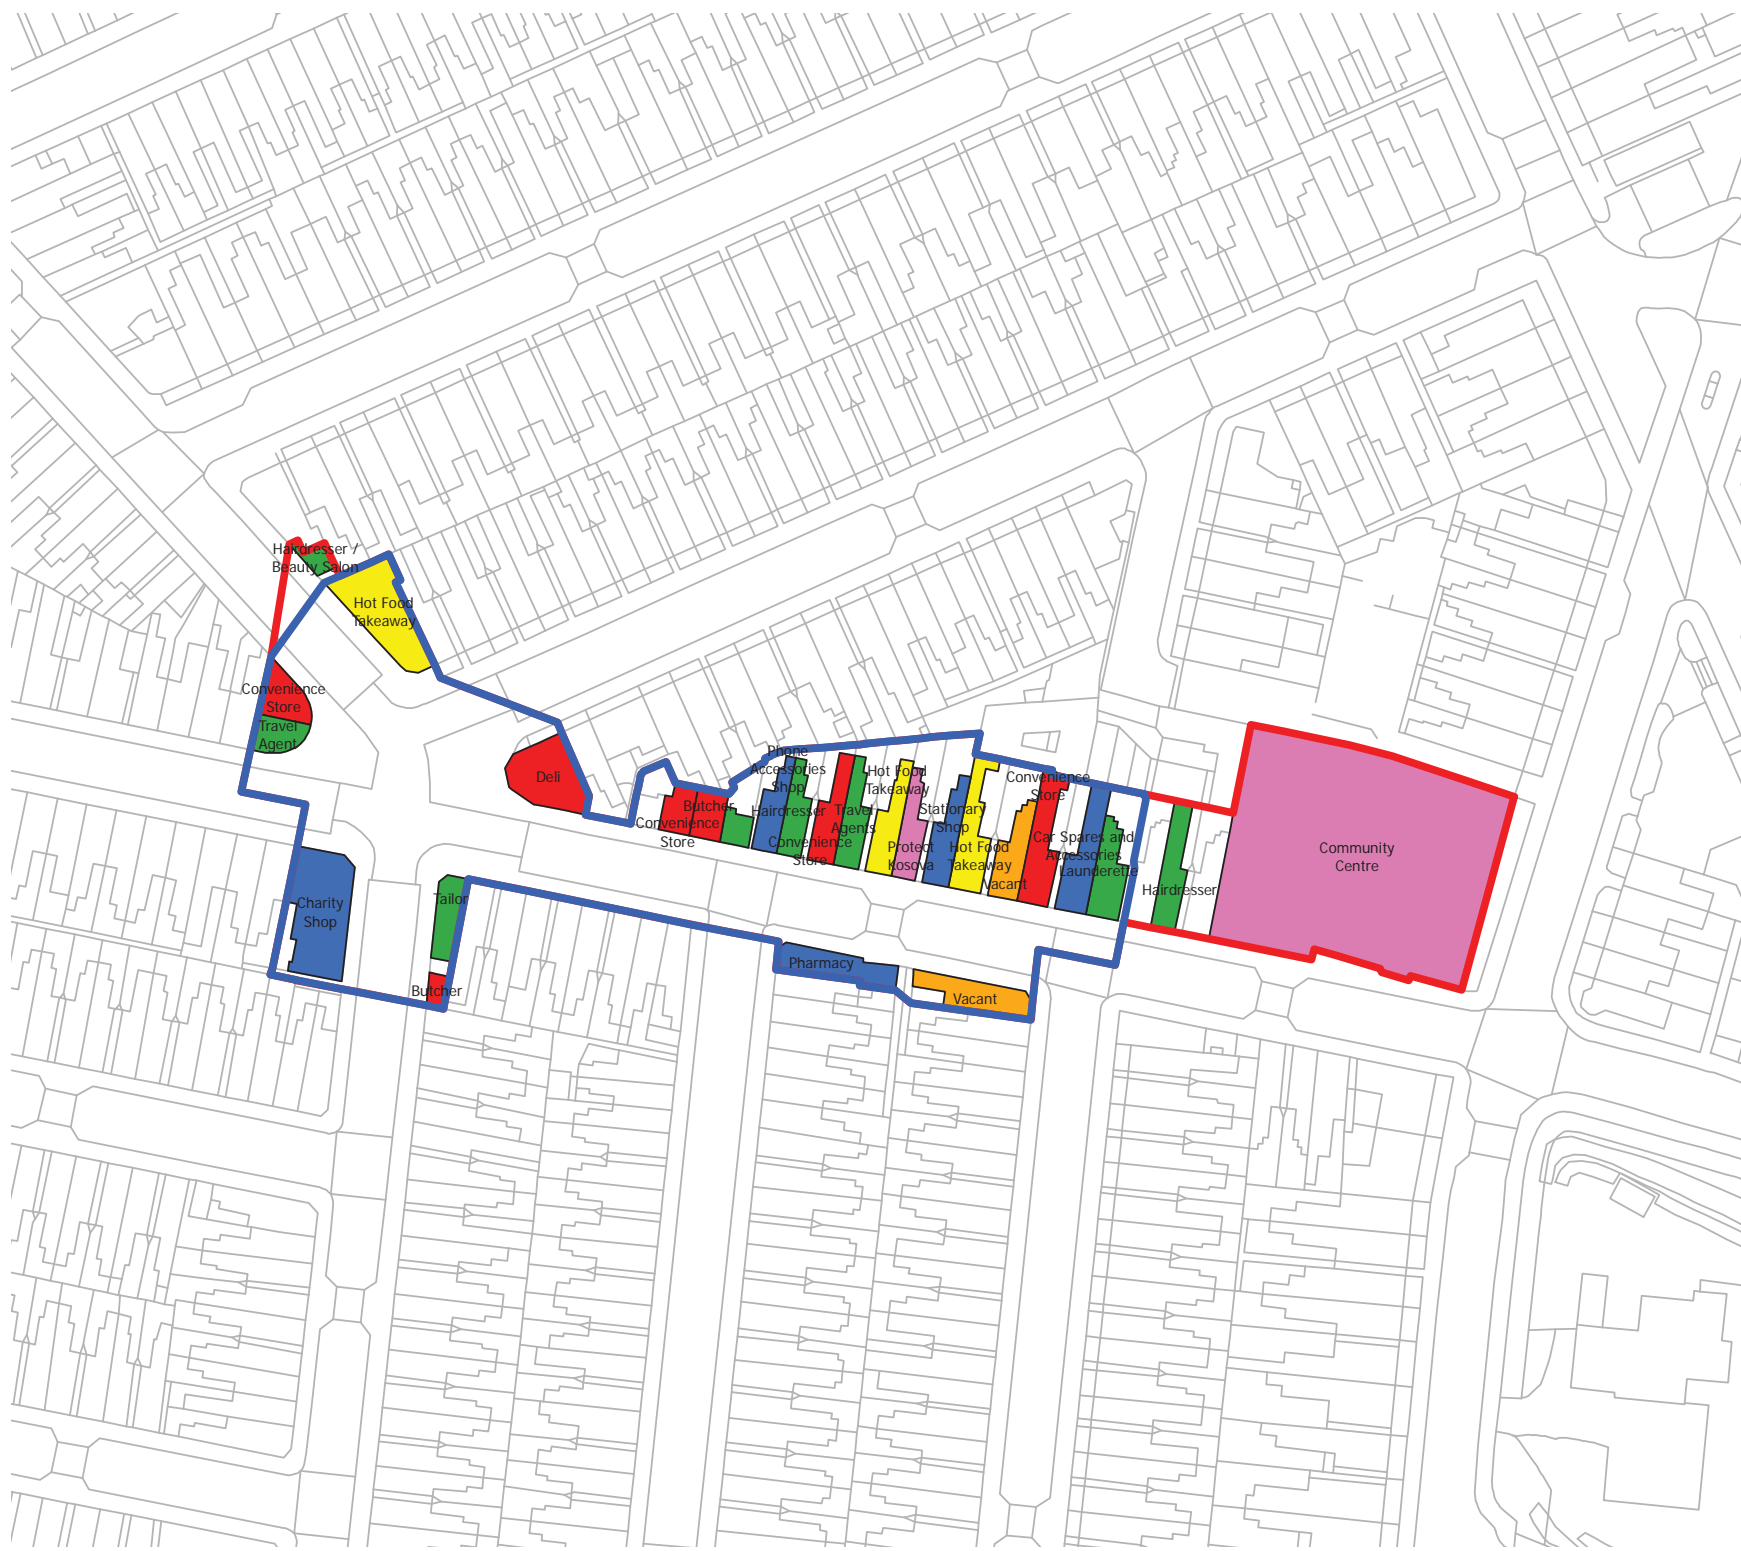 Hairdresser /
Beauty Salon
Hot Food
Takeaway
Convenience
Store
Travel
Agent
Deli
Charity
Shop
Tailor
Butcher
Butcher
Convenience
Store
Phone
Accessories
Shop
Hairdresser
Convenience
Store
Travel
Agents
Hot Food
Takeaway
Protect
Kosova
Stationary
Shop
Hot Food
Takeaway
Vacant
Convenience
Store
Car Spares and
Accessories
Launderette
Hairdresser
Community
Centre
Pharmacy
Vacant